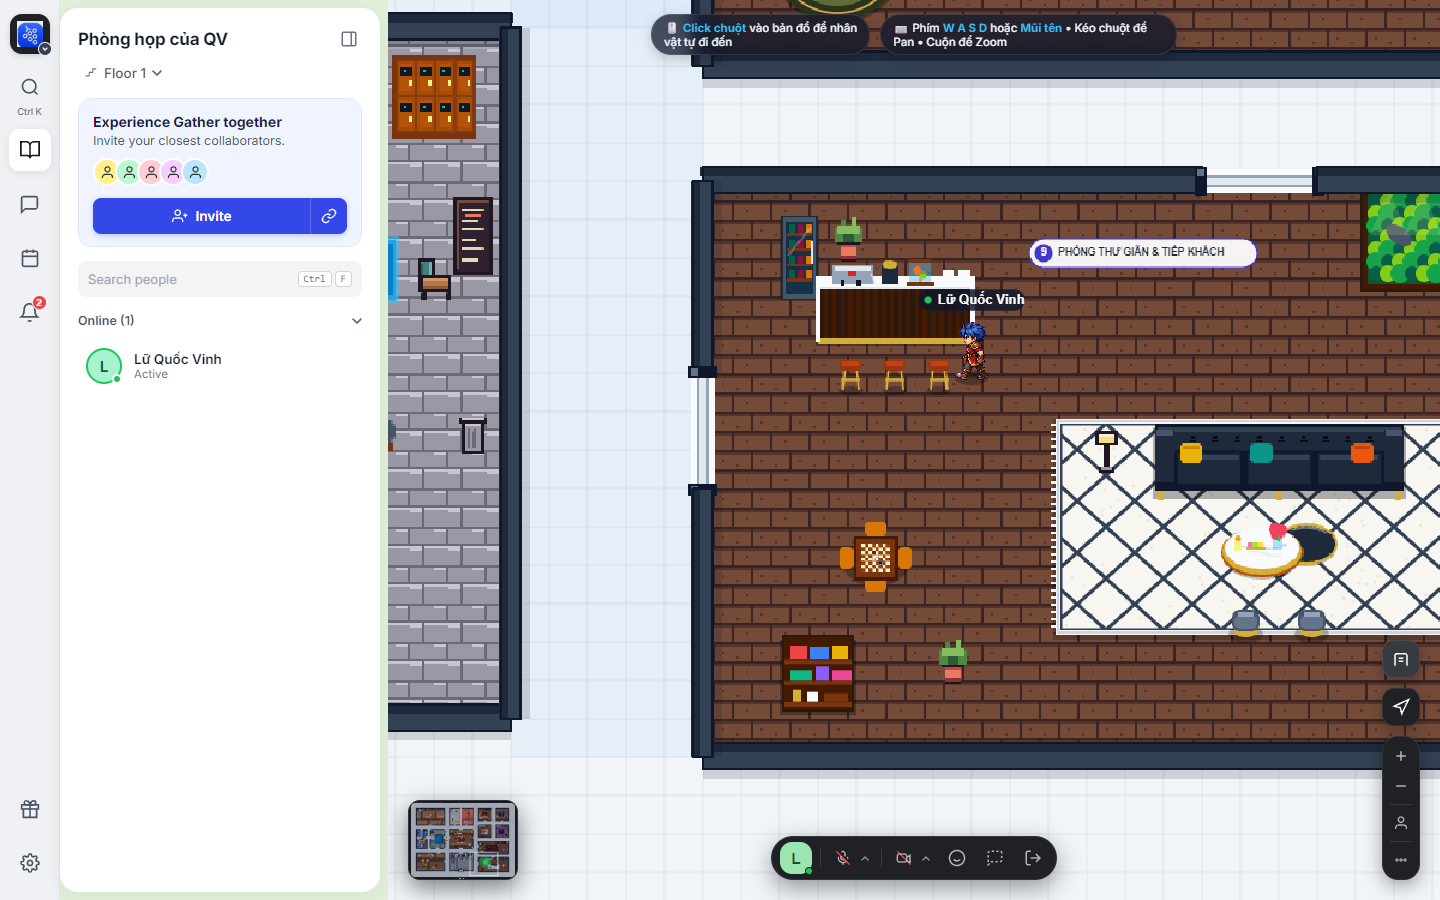 Phòng họp của QV
Floor 1
Ctrl K
Experience Gather together
Invite your closest collaborators.
Invite
Search people
Ctrl F
2
Online (1)
L
Lữ Quốc Vinh
Active
Click chuột vào bản đồ để nhân
vật tự đi đến
Phím W A S D hoặc Mũi tên • Kéo chuột để
Pan • Cuộn để Zoom
9 PHÒNG THƯ GIÃN & TIẾP KHÁCH
Lữ Quốc Vinh
L